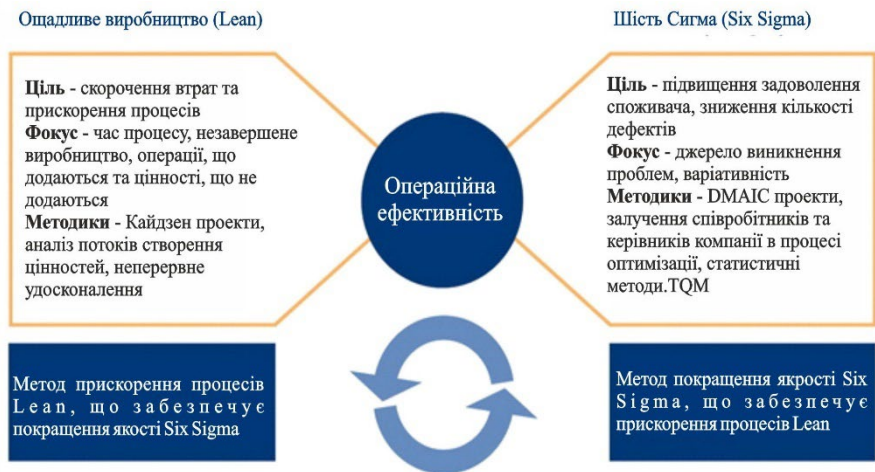 Ощадливе виробництво (Lean)
Ціль - скорочення втрат та
прискорення процесів
Фокус - час процесу, незавершене
виробництво, операції, що
додаються та цінності, що не
додаються
Методики - Кайдзен проекти,
аналіз потоків створення
цінностей, неперервне
удосконалення
Операційна
ефективність
Шість Сигма (Six Sigma)
Ціль - підвищення задоволення
споживача, зниження кількості
дефектів
Фокус - джерело виникнення
проблем, варіативність
Методики - DMAIC проекти,
залучення співробітників та
керівників компанії в процесі
оптимізації, статистичні
методи.TQM
Метод прискорення процесів
Lean, що забезпечує
покращення якості Six Sigma
Метод покращення якрості Six
Sigma, що забезпечує
прискорення процесів Lean